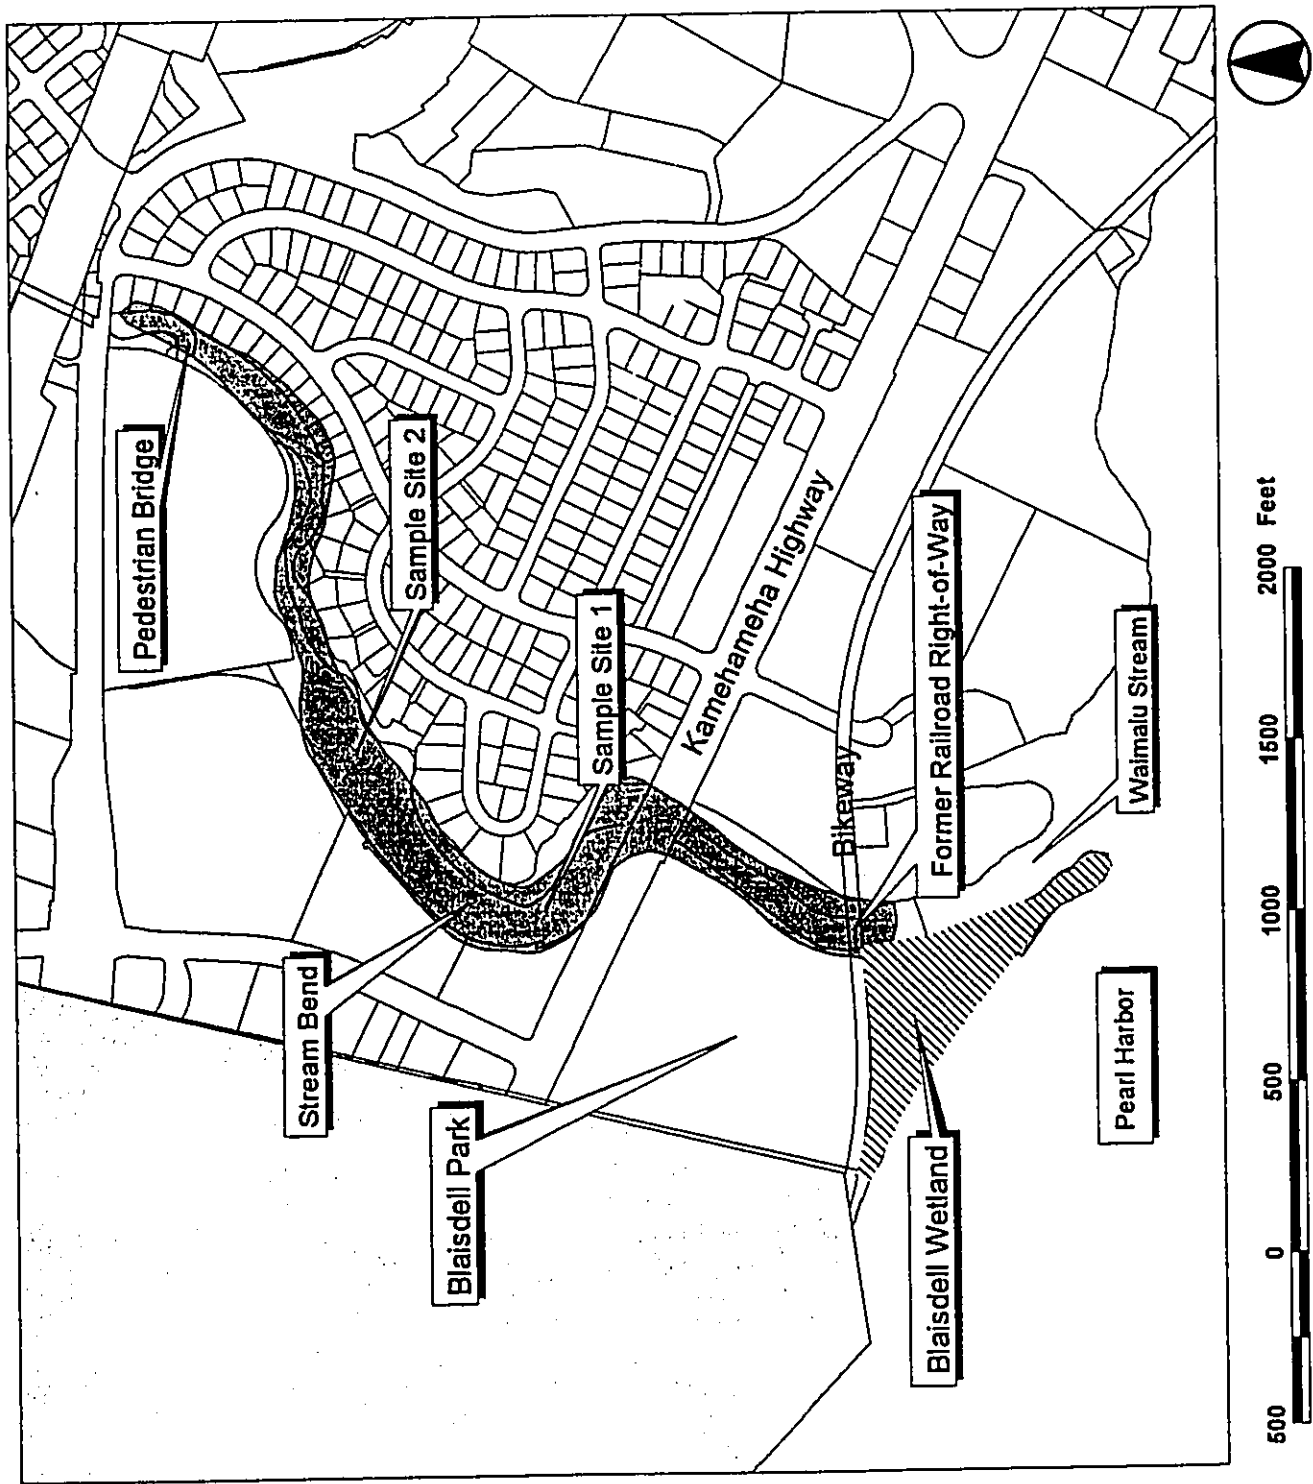 Pedestrian Bridge
Sample Site 2
Stream Bend
Sample Site 1
Blaisdell Park
Kamehameha Highway
Bikeway
Former Railroad Right-of-Way
Blaisdell Wetland
Waimalu Stream
Pearl Harbor
500 0 500 1000 1500 2000 Feet